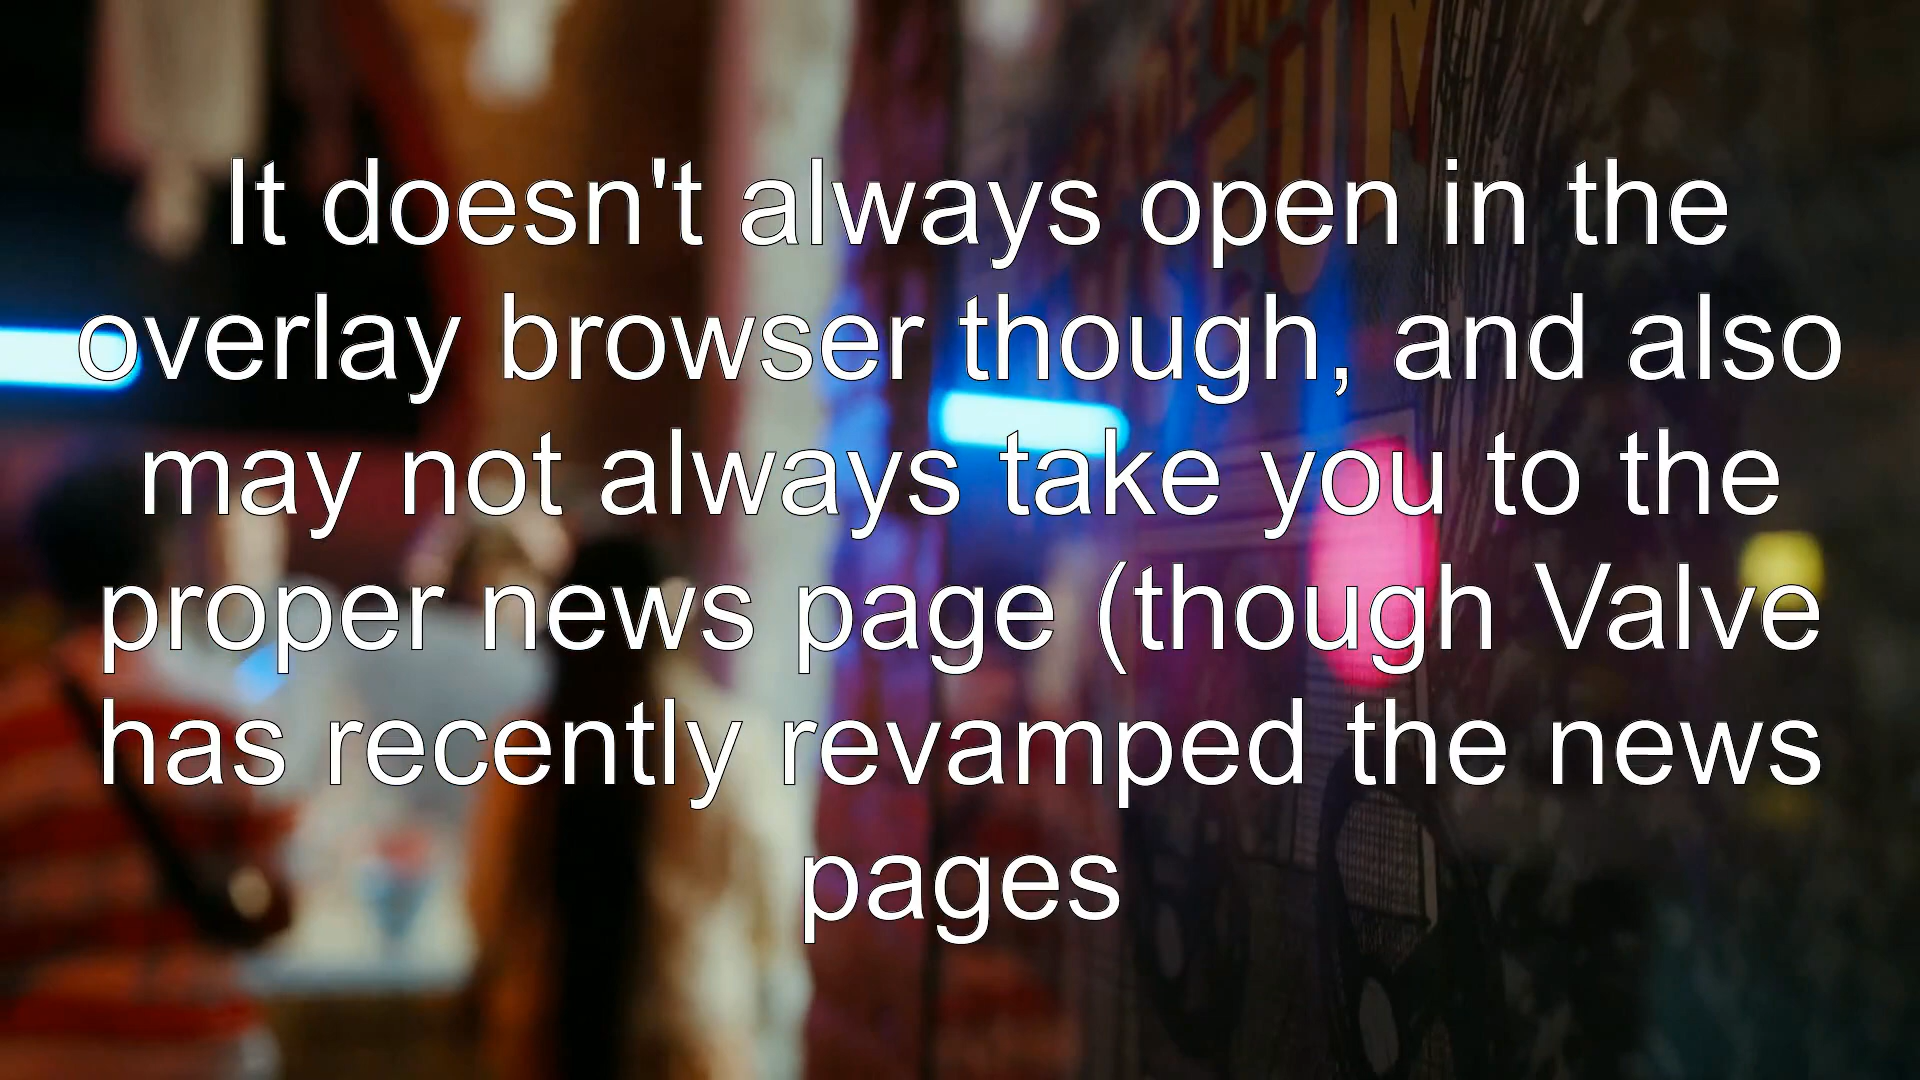 It doesn't always open in the
overlay browser though, and also
may not always take you to the
proper news page (though Valve
has recently revamped the news
pages